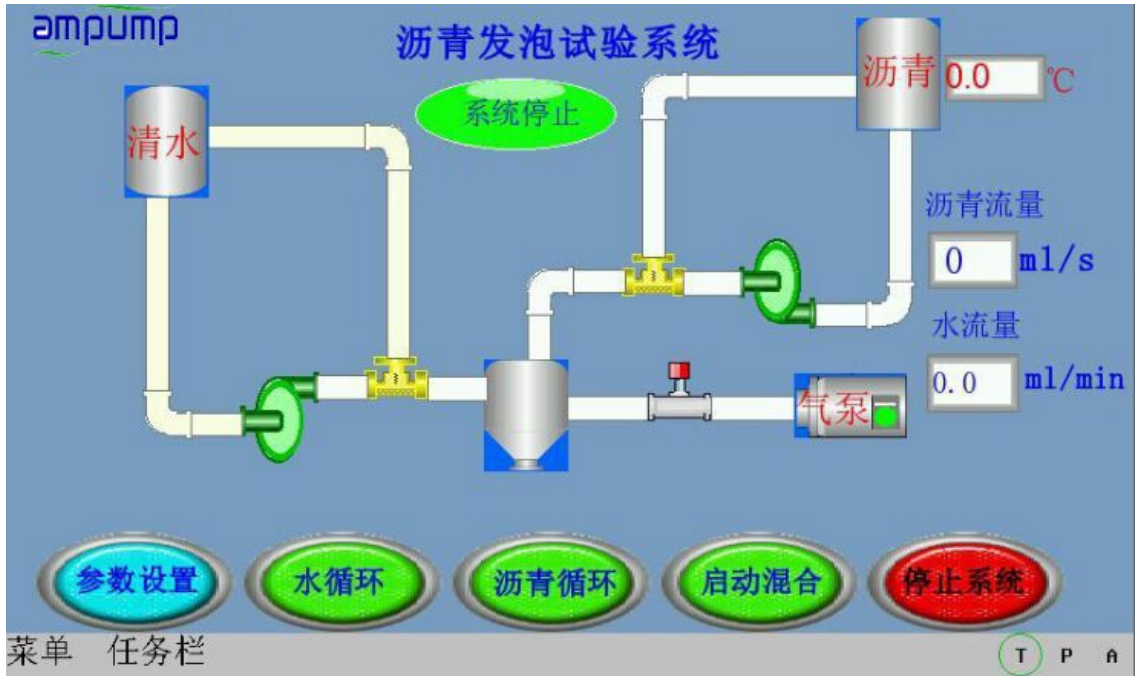 ampump
沥青发泡试验系统
系统停止
沥青
0.0
℃
清水
沥青流量
0
ml/s
水流量
0.0
ml/min
气泵
参数设置
水循环
沥青循环
启动混合
停止系统
菜单 任务栏
T P A